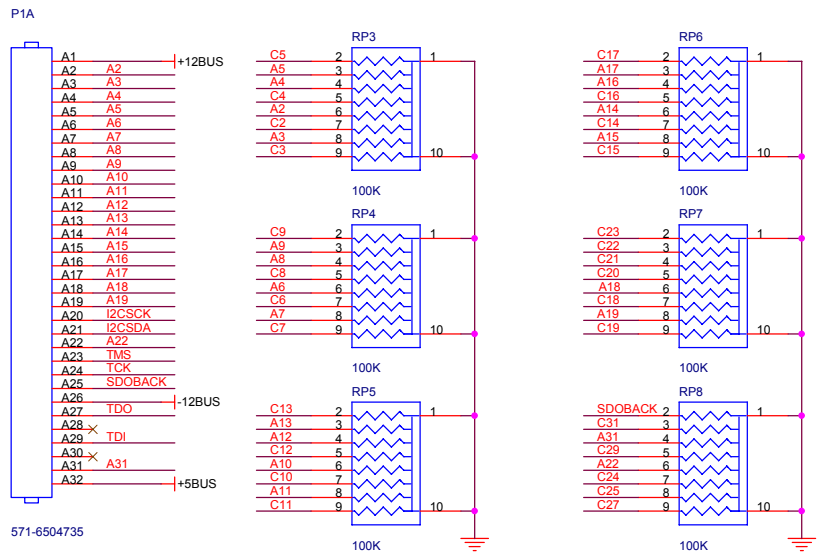 P1A
A1 +12BUS
A2 A2
A3 A3
A4 A4
A5 A5
A6 A6
A7 A7
A8 A8
A9 A9
A10 A10
A11 A11
A12 A12
A13 A13
A14 A14
A15 A15
A16 A16
A17 A17
A18 A18
A19 A19
A20 I2CSCK
A21 I2CSDA
A22 A22
A23 TMS
A24 TCK
A25 SDOBACK
A26 -12BUS
A27 TDO
A28
A29 TDI
A30
A31 A31
A32 +5BUS
571-6504735
RP3
C5 2 1
A5 3
A4 4
C4 5
A2 6
C2 7
A3 8
C3 9 10
100K
RP4
C9 2 1
A9 3
A8 4
C8 5
A6 6
C6 7
A7 8
C7 9 10
100K
RP5
C13 2 1
A13 3
A12 4
C12 5
A10 6
C10 7
A11 8
C11 9 10
100K
RP6
C17 2 1
A17 3
A16 4
C16 5
A14 6
C14 7
A15 8
C15 9 10
100K
RP7
C23 2 1
C22 3
C21 4
C20 5
A18 6
C18 7
A19 8
C19 9 10
100K
RP8
SDOBACK 2 1
C31 3
A31 4
C29 5
A22 6
C24 7
C25 8
C27 9 10
100K